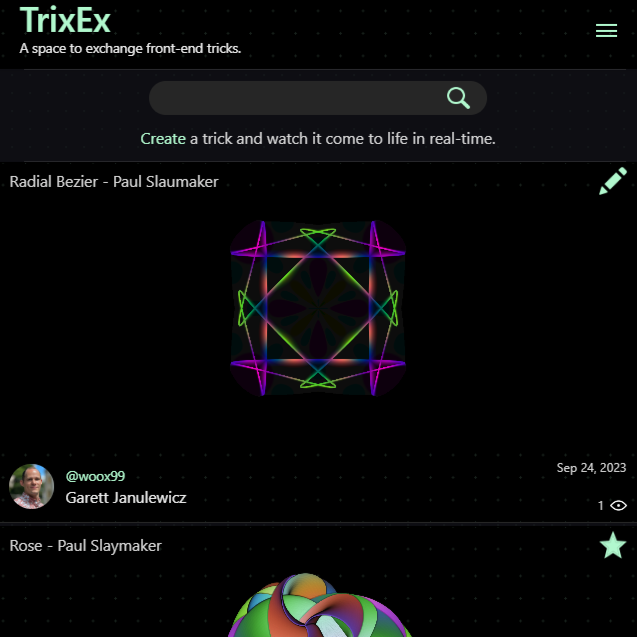 TrixEx
A space to exchange front-end tricks.
Create a trick and watch it come to life in real-time.
Radial Bezier - Paul Slaumaker
@woox99
Garett Janulewicz
Sep 24, 2023
1
Rose - Paul Slaymaker